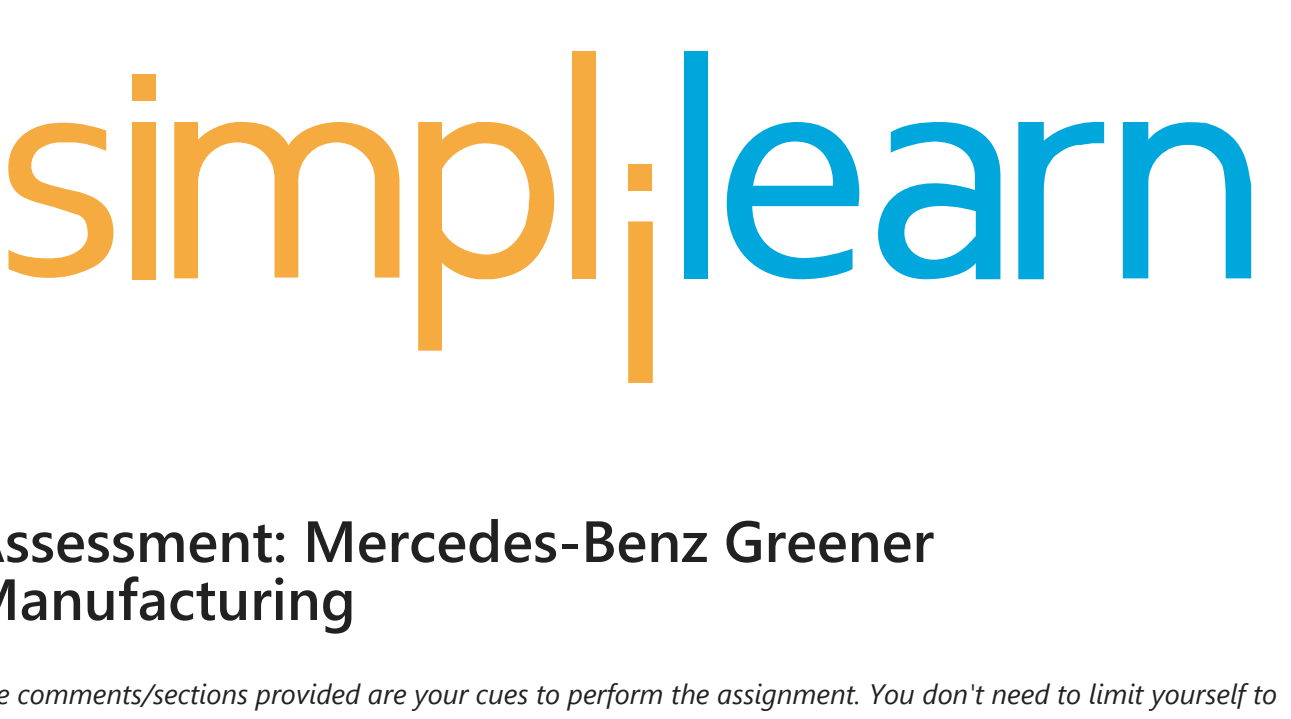 simplilearn
Assessment: Mercedes-Benz Greener
Manufacturing
e comments/sections provided are your cues to perform the assignment. You don't need to limit yourself to